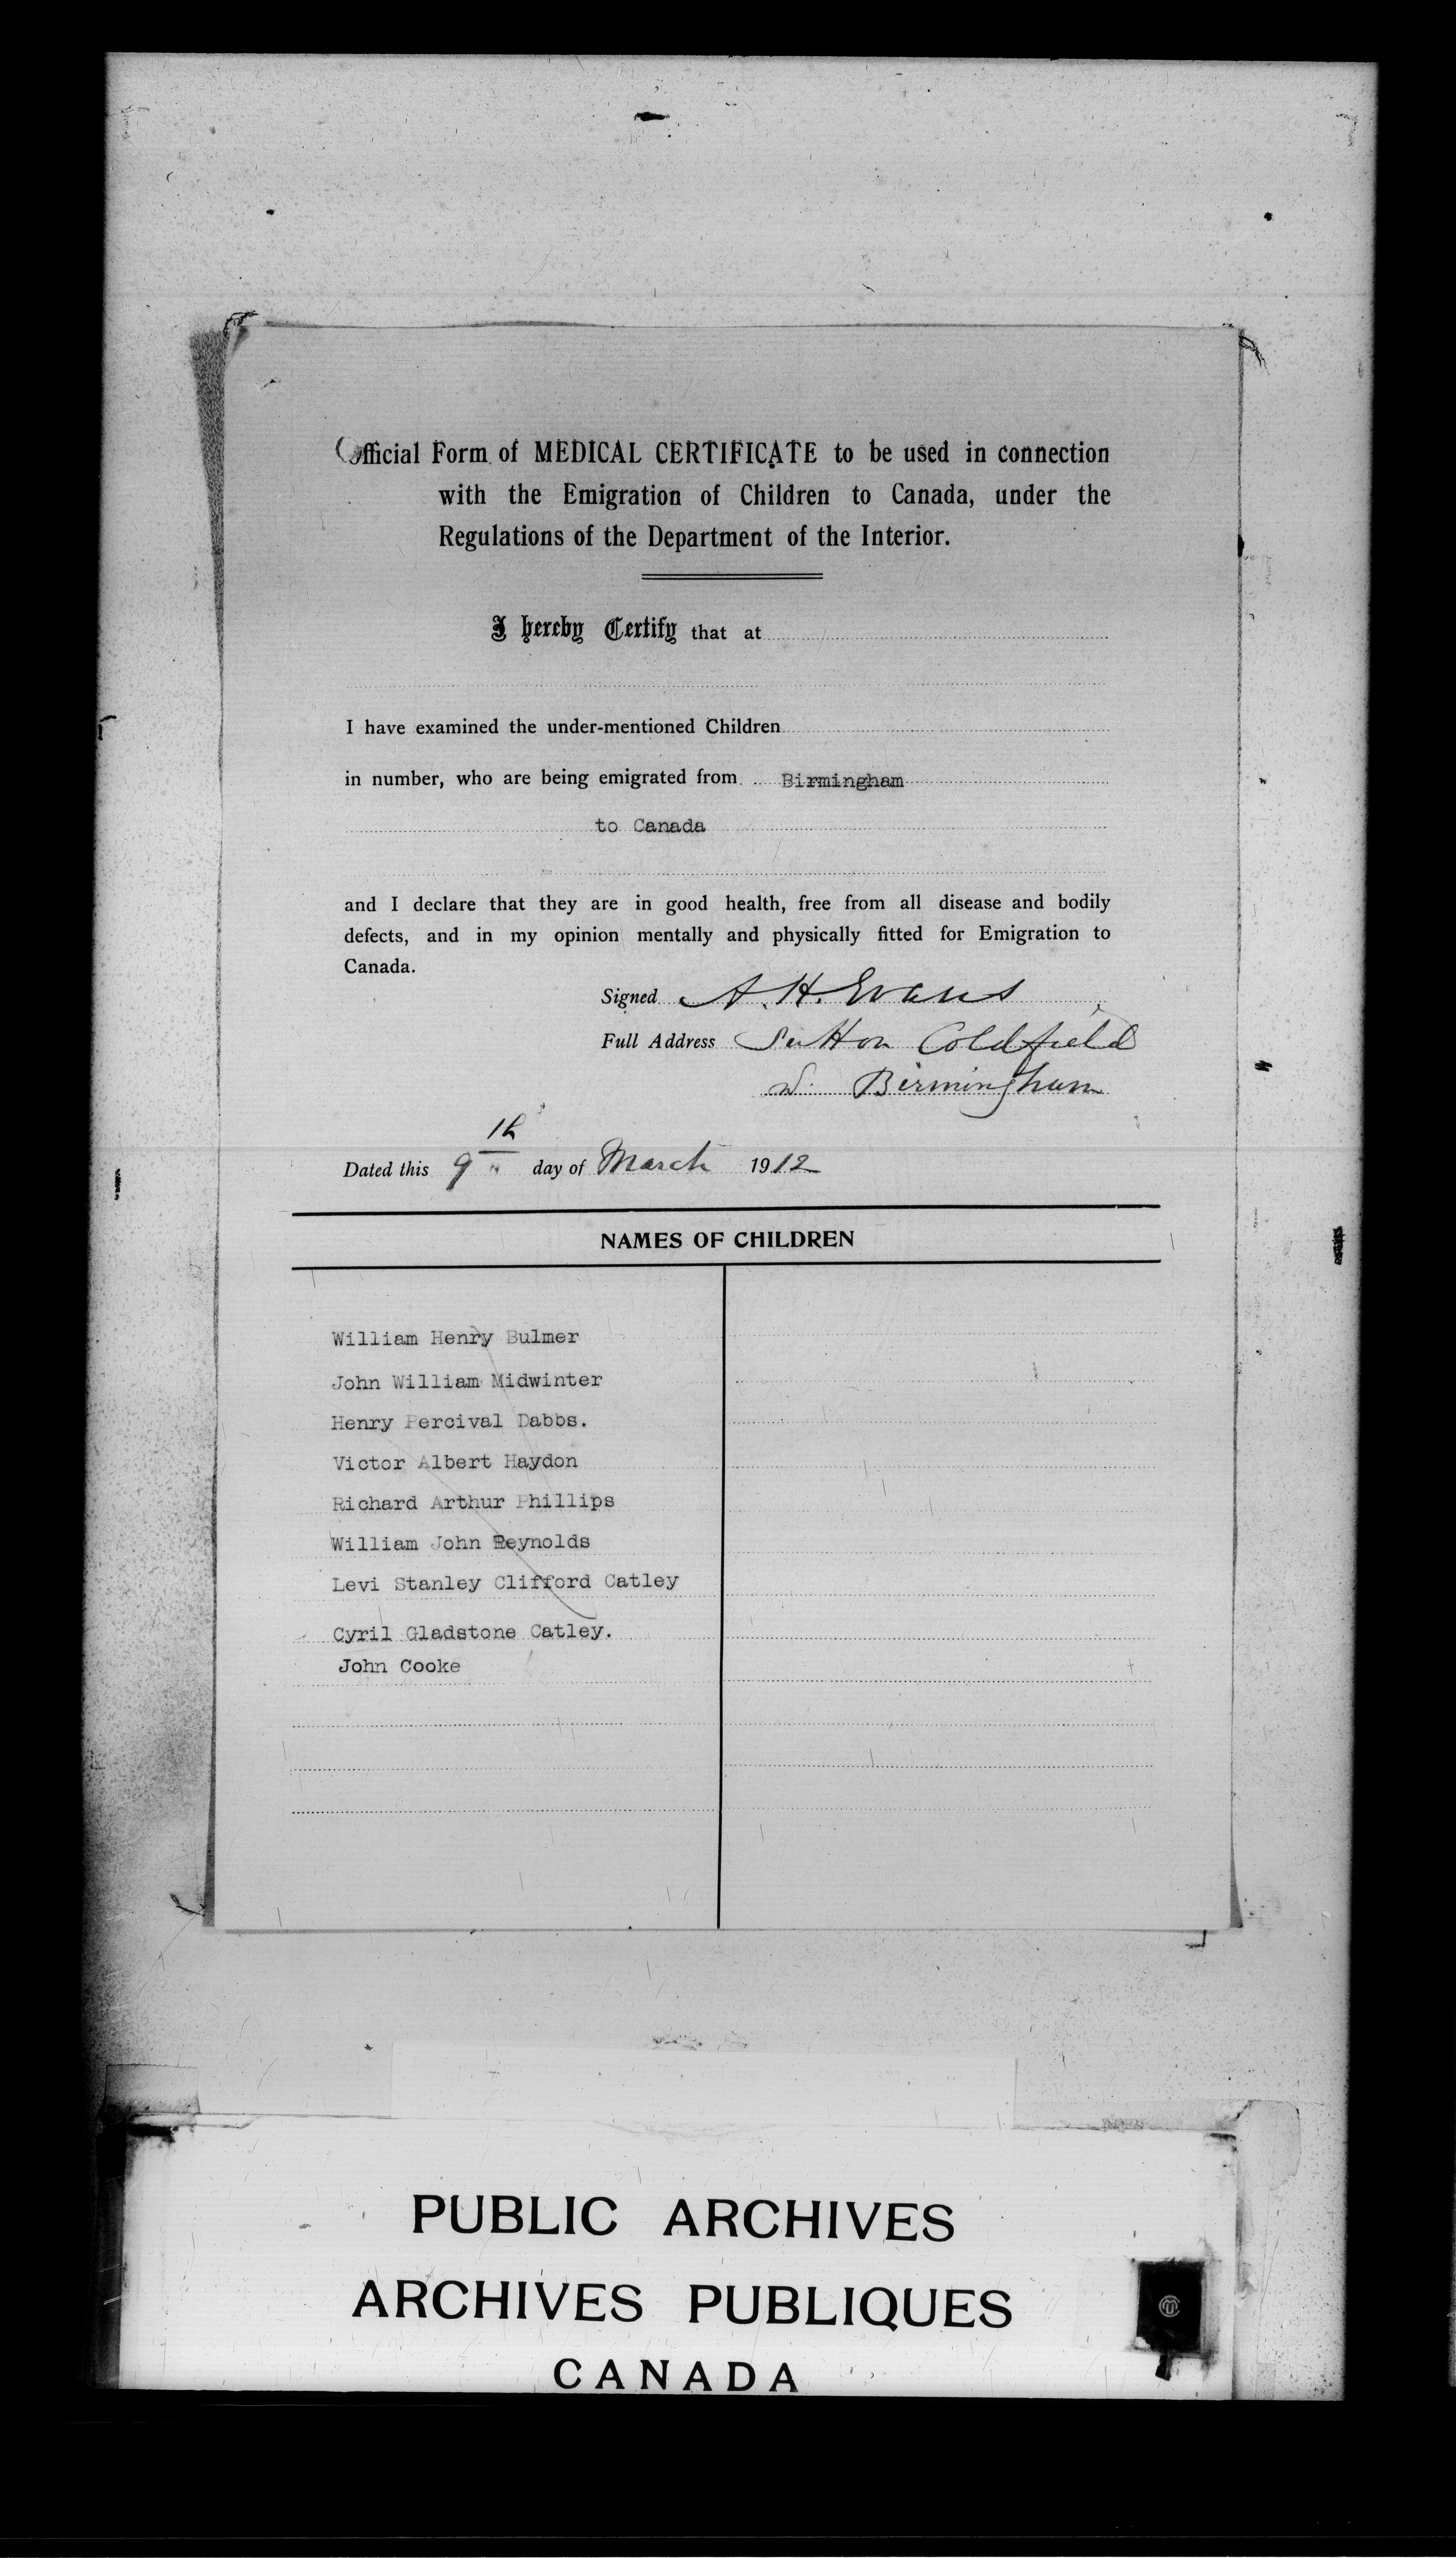 Official Form of MEDICAL CERTIFICATE to be used in connection
with the Emigration of Children to Canada, under the
Regulations of the Department of the Interior.
I hereby Certify that at
I have examined the under-mentioned Children
in number, who are being emigrated from Birmingham
to Canada
and I declare that they are in good health, free from all disease and bodily
defects, and in my opinion mentally and physically fitted for Emigration to
Canada.
Signed A. H. Evans
Full Address Sutton Coldfield
Birmingham
Dated this 9th day of March 1912
NAMES OF CHILDREN
William Henry Bulmer
John William Midwinter
Henry Percival Dabbs.
Victor Albert Haydon
Richard Arthur Phillips
William John Reynolds
Levi Stanley Clifford Catley
Cyril Gladstone Catley.
John Cooke
PUBLIC ARCHIVES
ARCHIVES PUBLIQUES
CANADA